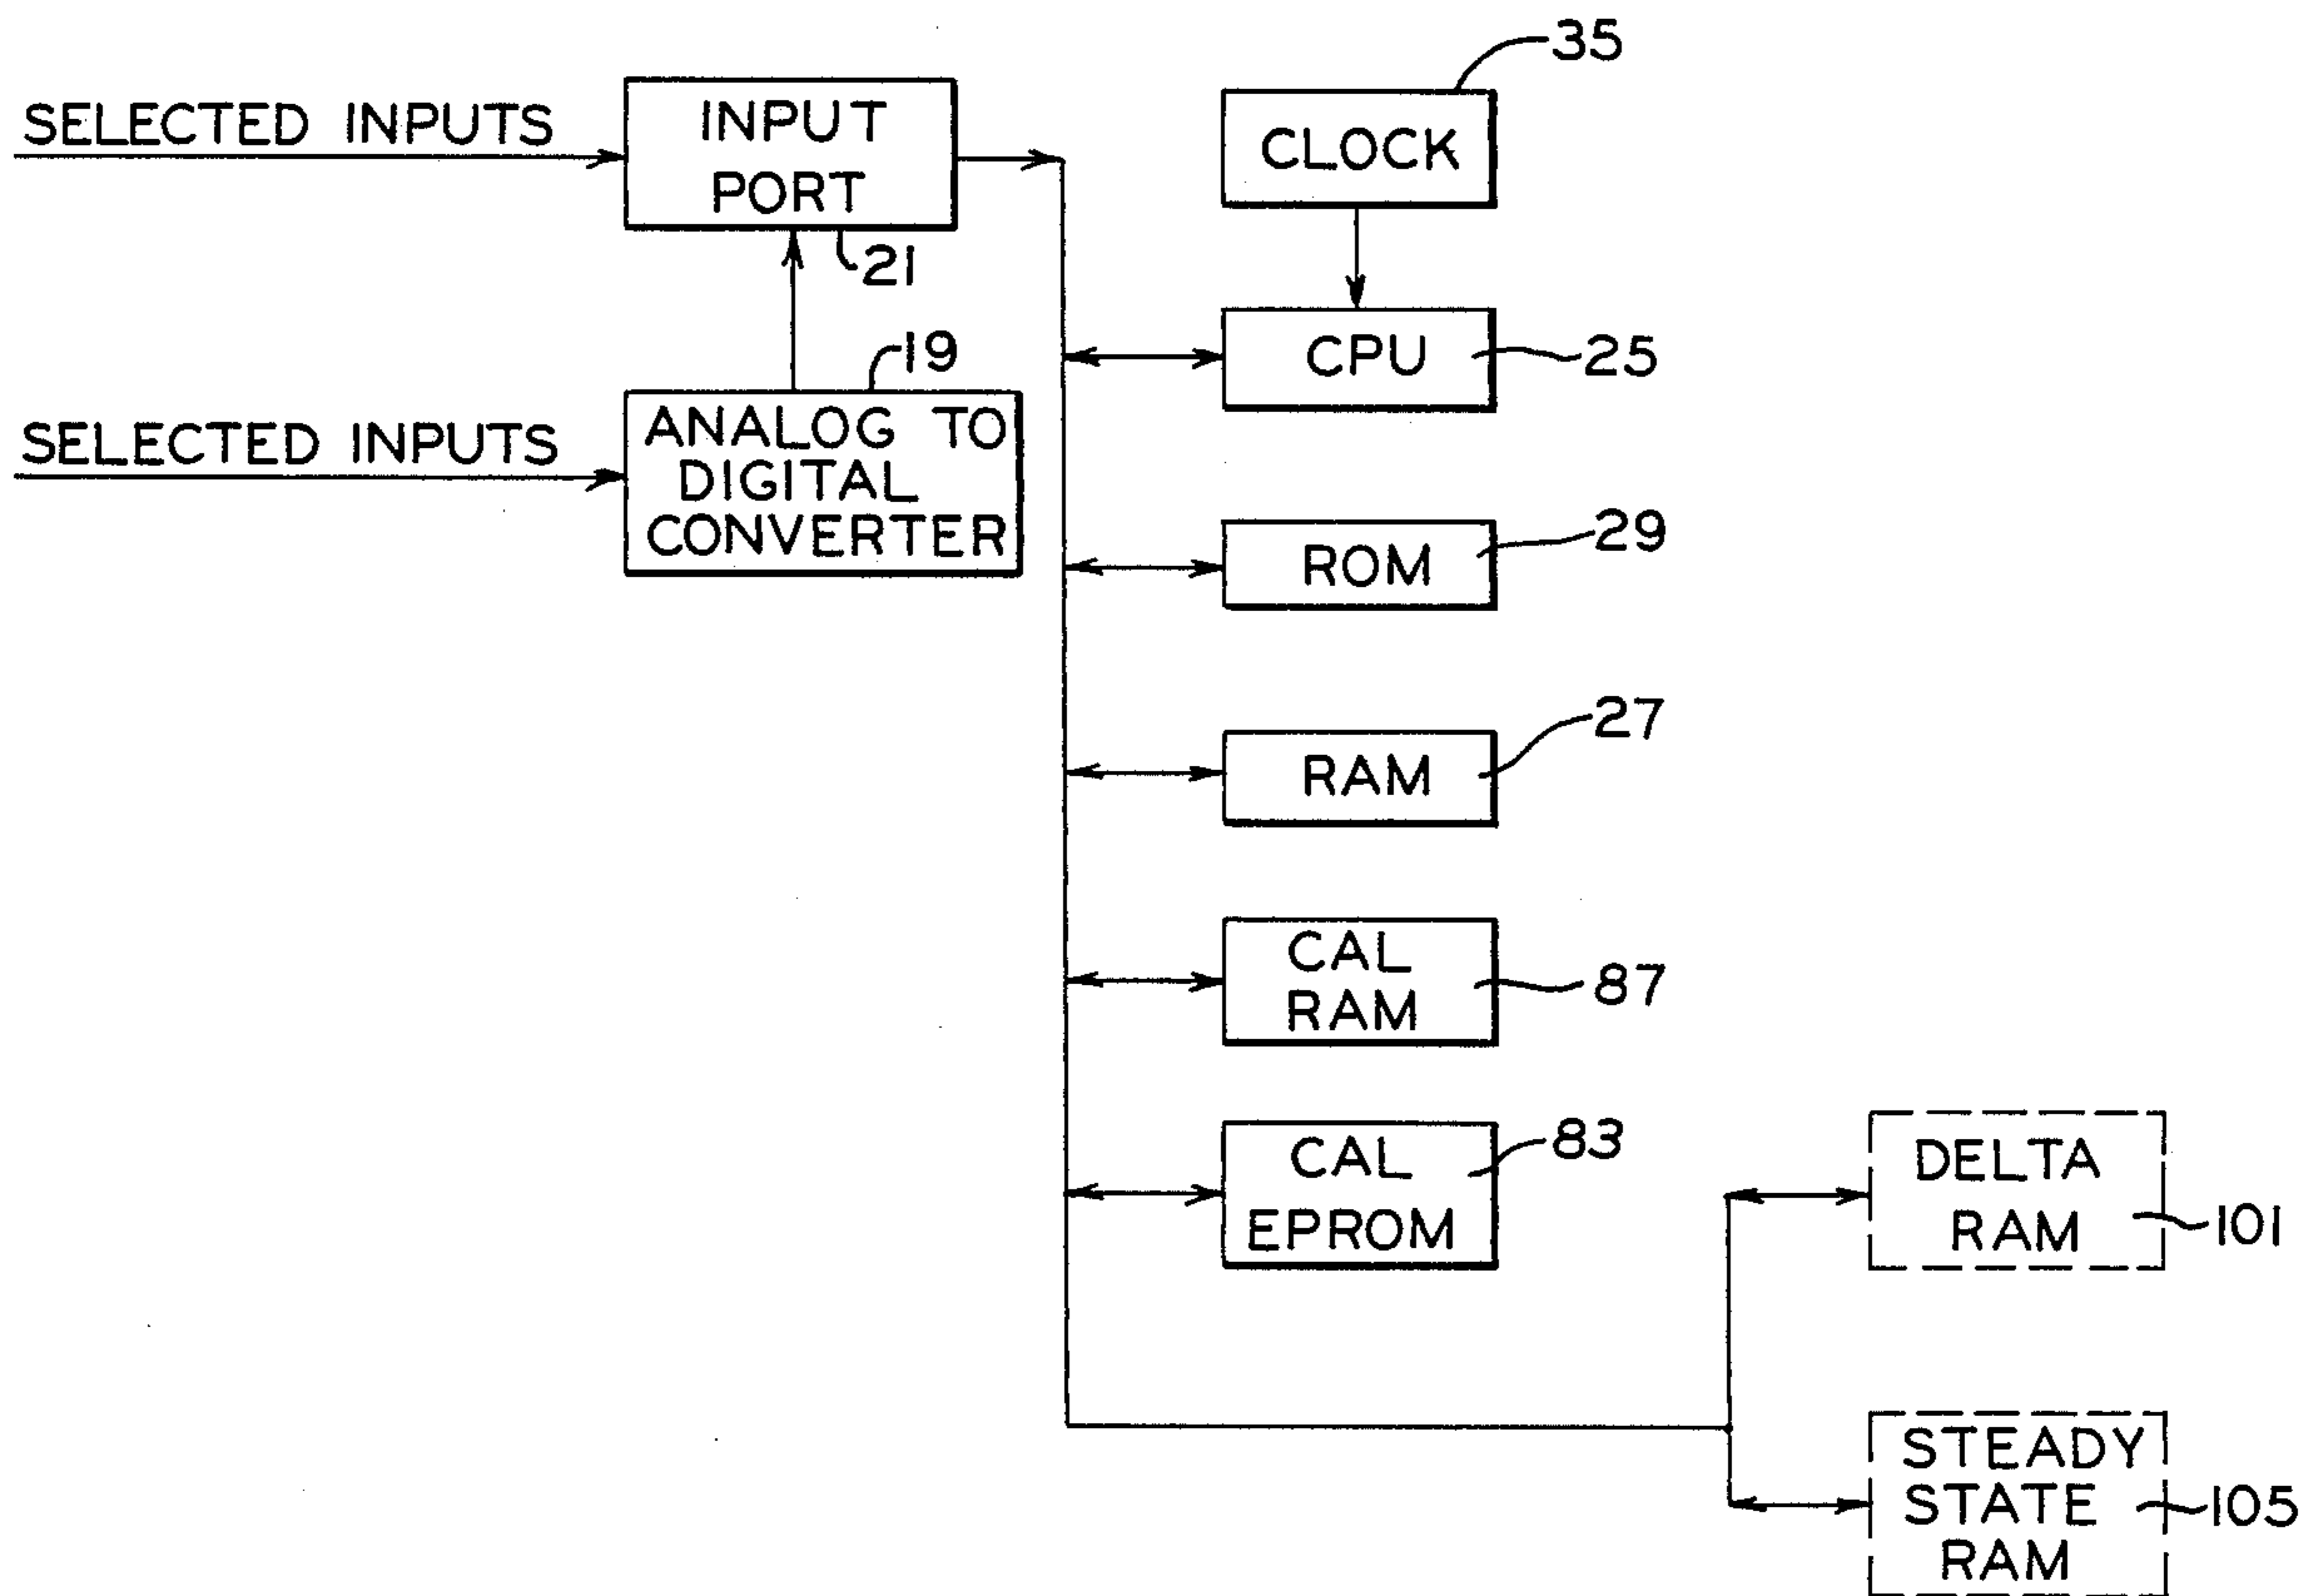 35
SELECTED INPUTS
INPUT
PORT
CLOCK
21
19
CPU
25
SELECTED INPUTS
ANALOG TO
DIGITAL
CONVERTER
ROM
29
27
RAM
CAL
RAM
87
CAL
EPROM
83
DELTA
RAM
101
STEADY
STATE
RAM
105